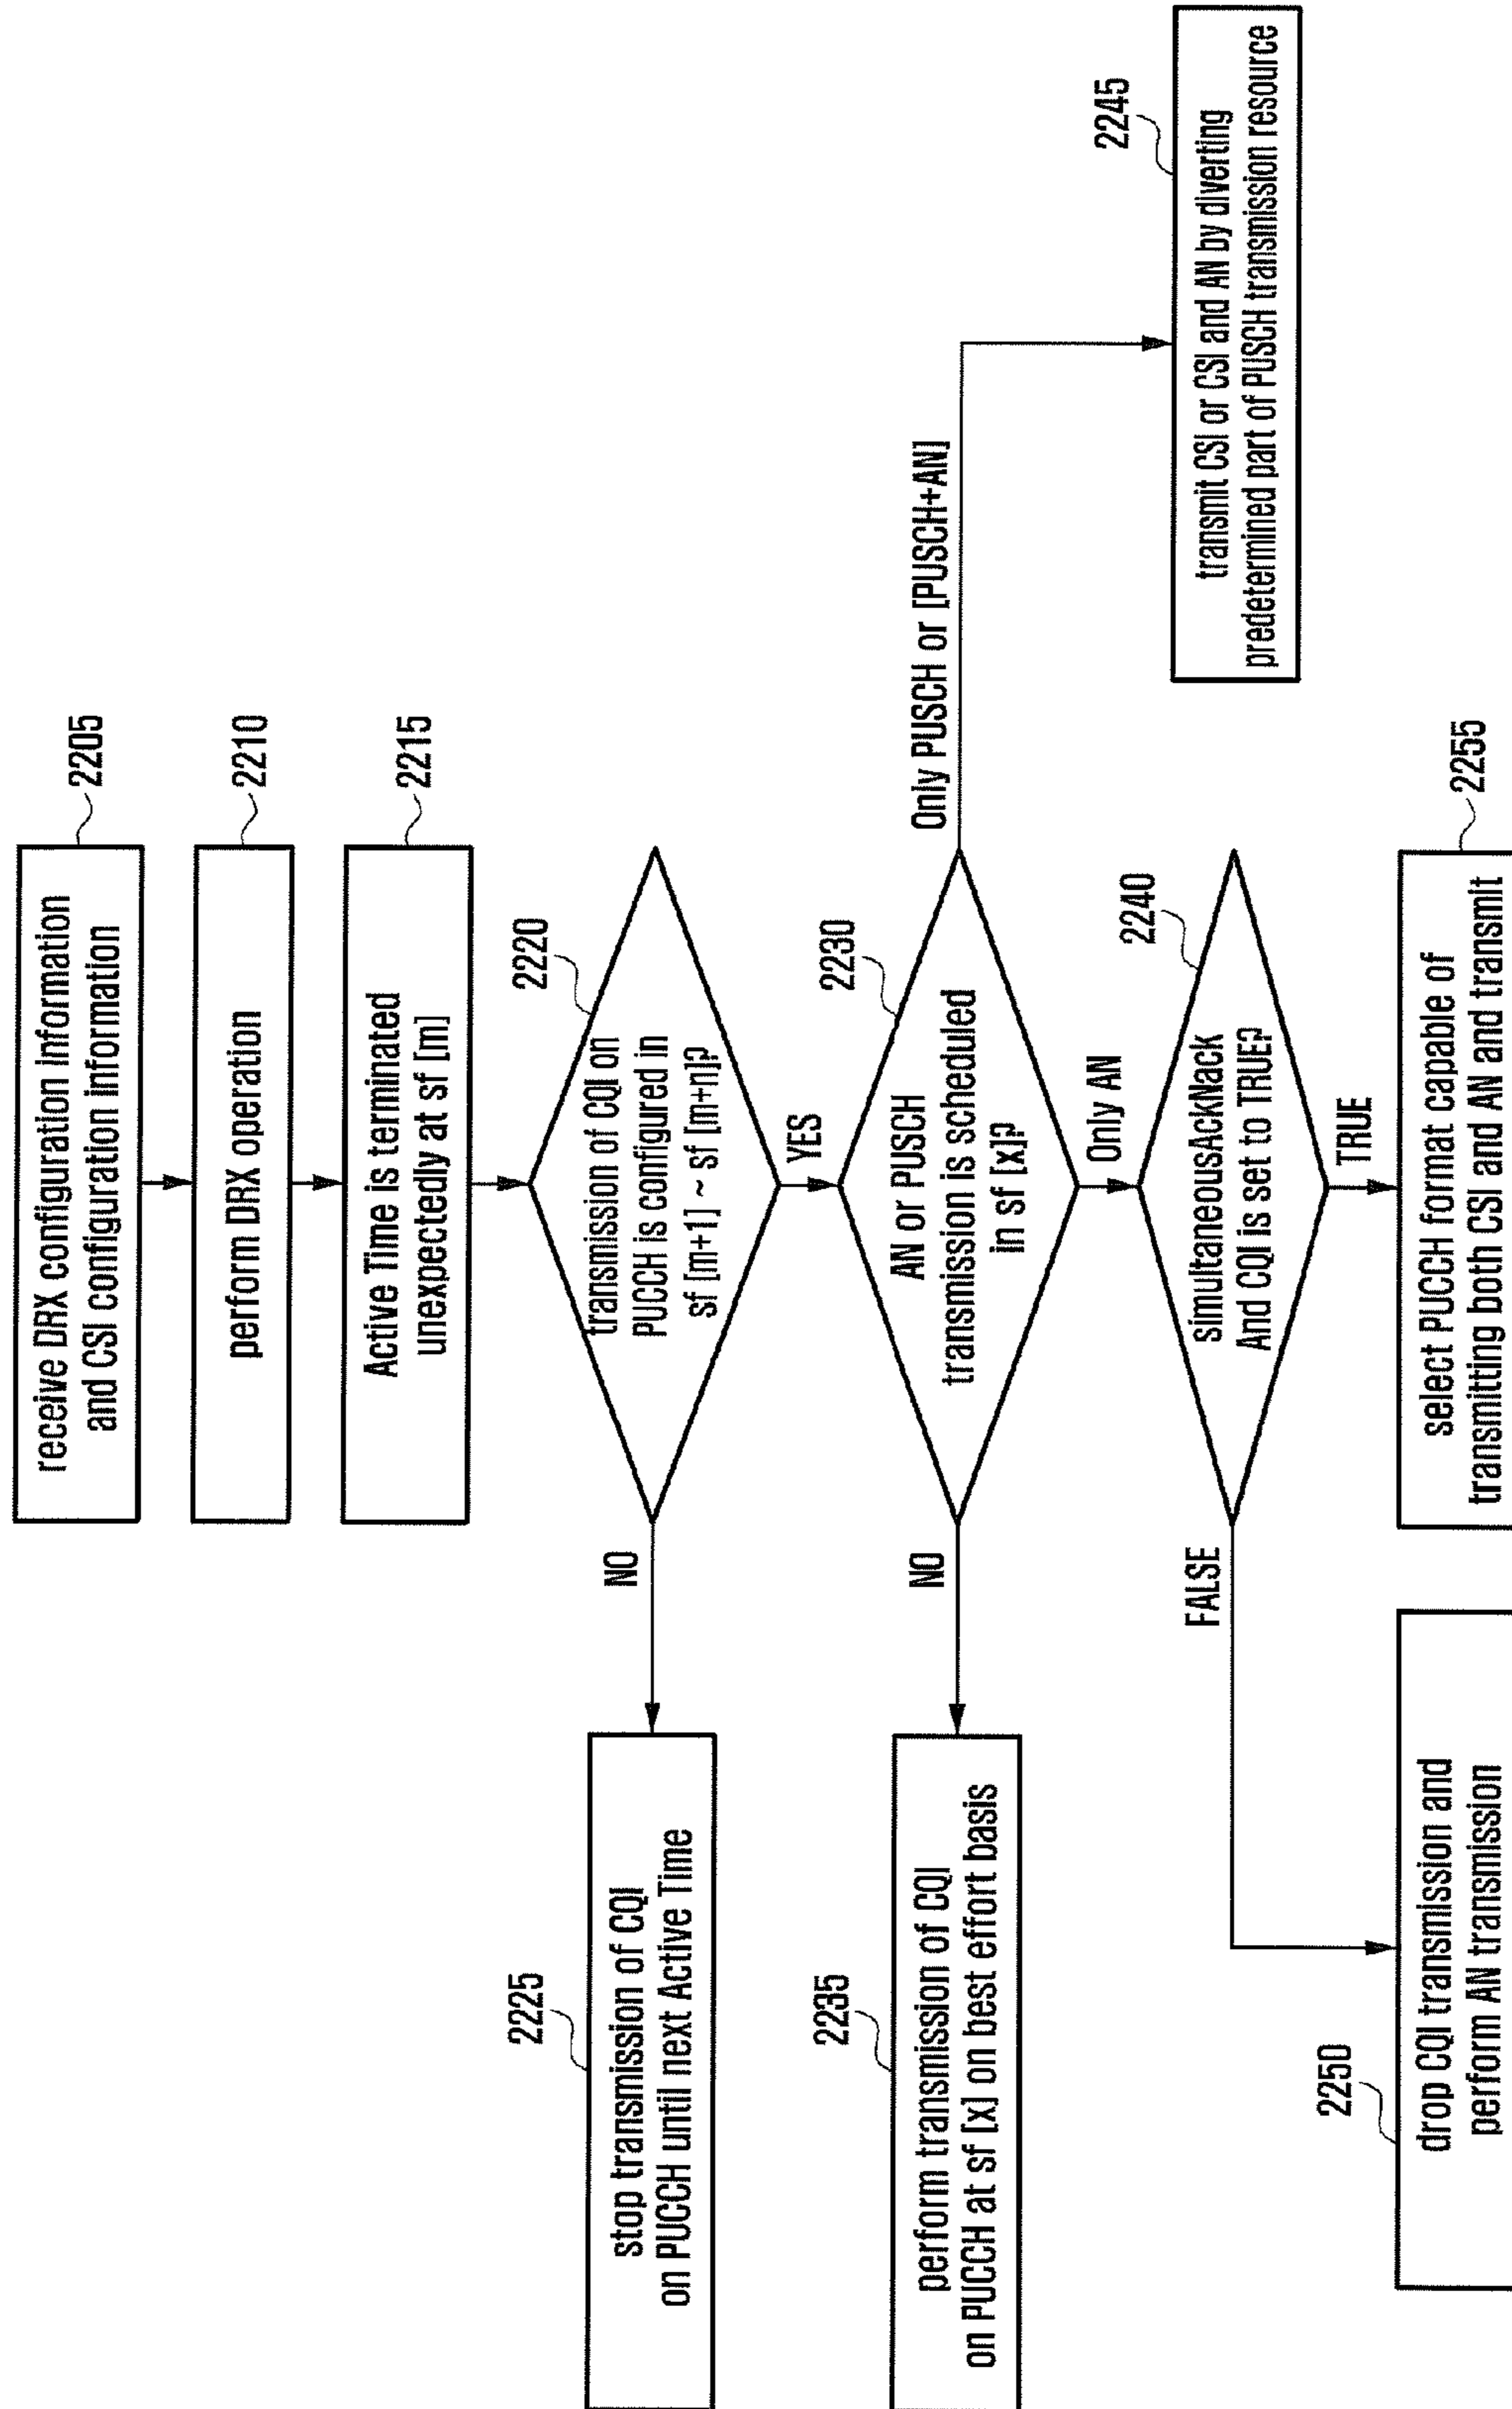 receive DRX configuration information
and CSI configuration information
2205
perform DRX operation
2210
Active Time is terminated
unexpectedly at sf [m]
2215
transmission of CQI on
PUCCH is configured in
sf [m+1] ~ sf [m+n]?
2220
NO
YES
stop transmission of CQI
on PUCCH until next Active Time
2225
AN or PUSCH
transmission is scheduled
in sf [x]?
2230
NO
Only PUSCH or [PUSCH+AN]
Only AN
perform transmission of CQI
on PUCCH at sf [x] on best effort basis
2235
transmit CSI or CSI and AN by diverting
predetermined part of PUSCH transmission resource
2245
simultaneousAckNack
And CQI is set to TRUE?
2240
FALSE
TRUE
drop CQI transmission and
perform AN transmission
2250
select PUCCH format capable of
transmitting both CSI and AN and transmit
2255